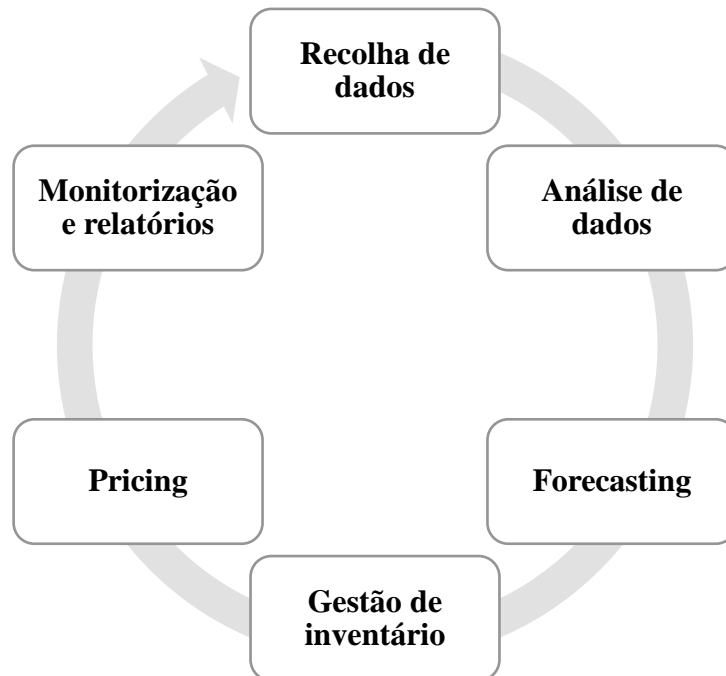 Recolha de
dados
Análise de
dados
Forecasting
Gestão de
inventário
Pricing
Monitorização
e relatórios